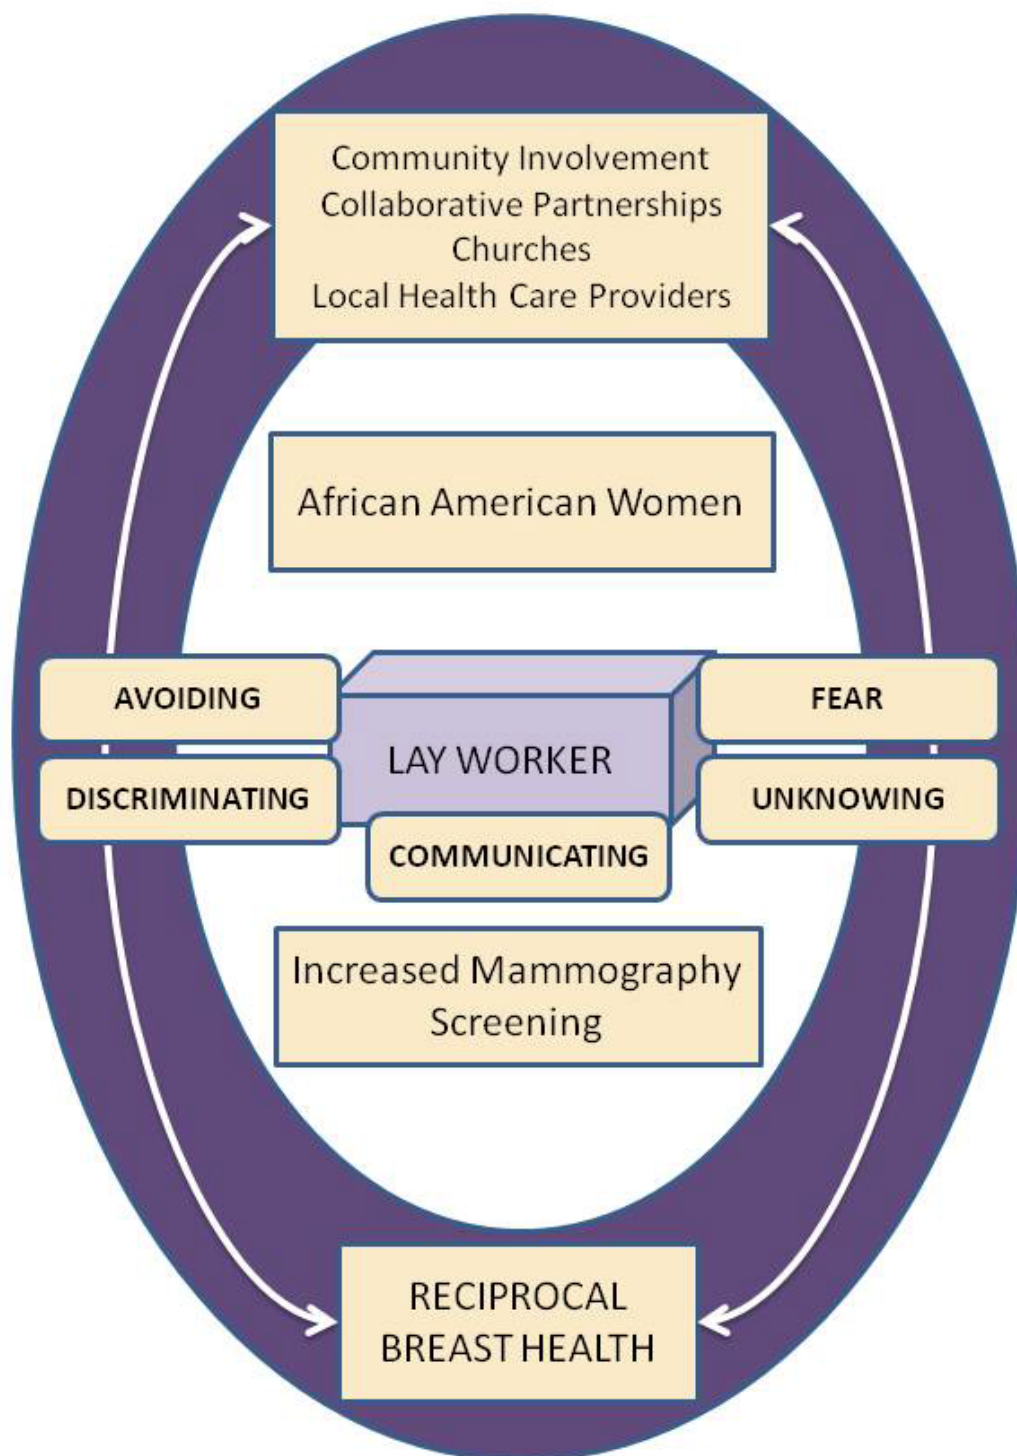 Community Involvement
Collaborative Partnerships
Churches
Local Health Care Providers
African American Women
AVOIDING
FEAR
LAY WORKER
DISCRIMINATING
UNKNOWING
COMMUNICATING
Increased Mammography
Screening
RECIPROCAL
BREAST HEALTH